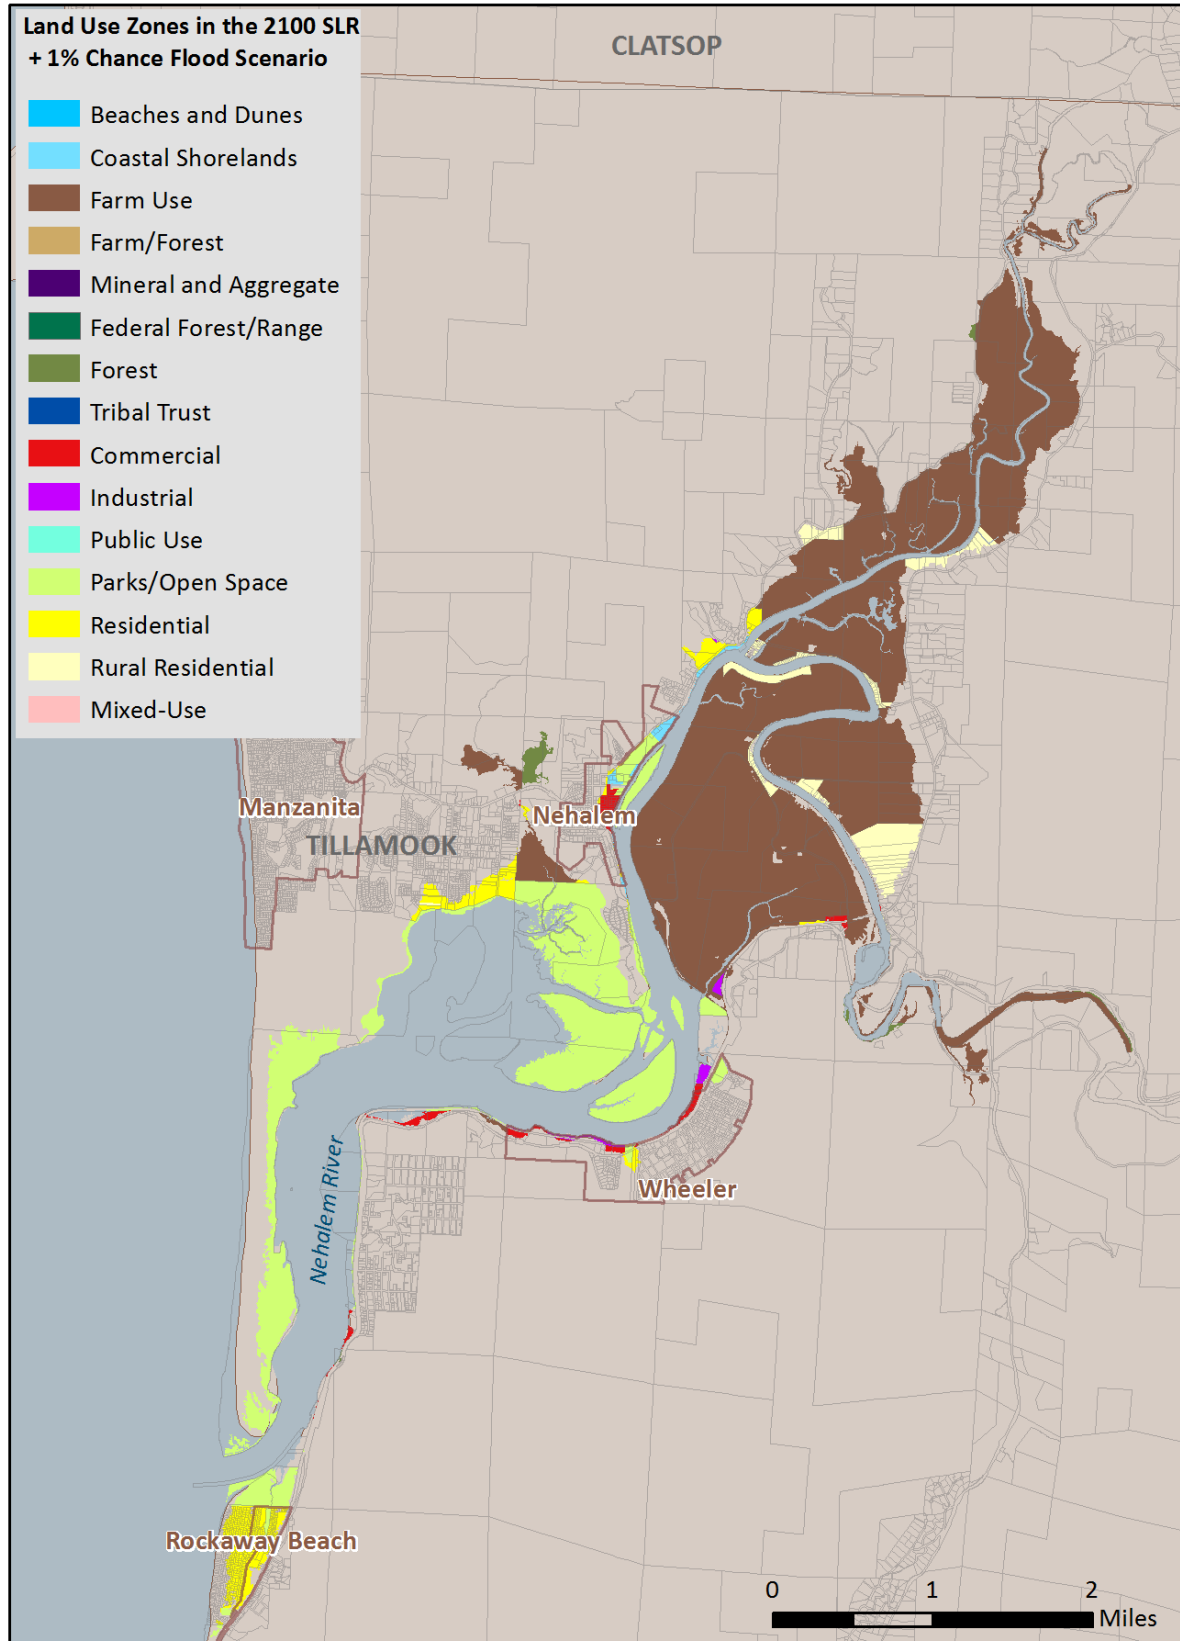 Land Use Zones in the 2100 SLR
+ 1% Chance Flood Scenario
Beaches and Dunes
Coastal Shorelands
Farm Use
Farm/Forest
Mineral and Aggregate
Federal Forest/Range
Forest
Tribal Trust
Commercial
Industrial
Public Use
Parks/Open Space
Residential
Rural Residential
Mixed-Use
CLATSOP
Manzanita
Nehalem
TILLAMOOK
Wheeler
Nehalem River
Rockaway Beach
0 1 2
Miles